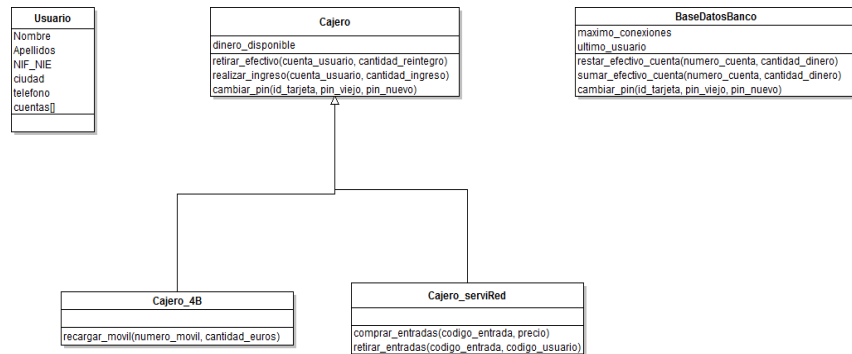 Usuario
Nombre
Apellidos
NIF_NIE
ciudad
telefono
cuentas[]
Cajero
dinero_disponible
retirar_efectivo(cuenta_usuario, cantidad_reintegro)
realizar_ingreso(cuenta_usuario, cantidad_ingreso)
cambiar_pin(id_tarjeta, pin_viejo, pin_nuevo)
BaseDatosBanco
maximo_conexiones
ultimo_usuario
restar_efectivo_cuenta(numero_cuenta, cantidad_dinero)
sumar_efectivo_cuenta(numero_cuenta, cantidad_dinero)
cambiar_pin(id_tarjeta, pin_viejo, pin_nuevo)
Cajero_4B
recargar_movil(numero_movil, cantidad_euros)
Cajero_serviRed
comprar_entradas(codigo_entrada, precio)
retirar_entradas(codigo_entrada, codigo_usuario)